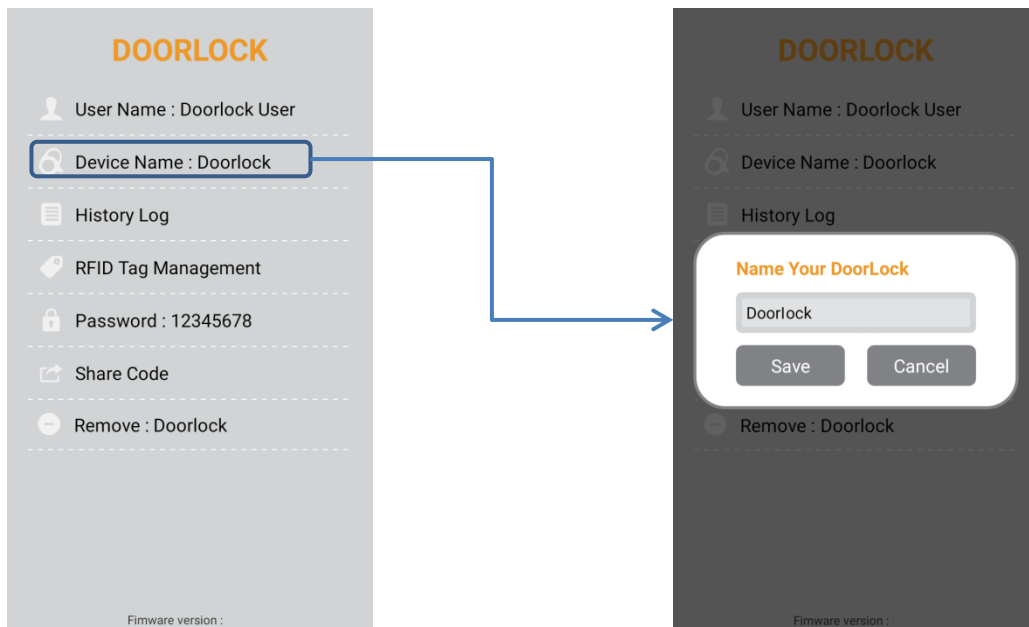 DOORLOCK
User Name : Doorlock User
Device Name : Doorlock
History Log
RFID Tag Management
Password : 12345678
Share Code
Remove : Doorlock
Fimware version :
DOORLOCK
User Name : Doorlock User
Device Name : Doorlock
History Log
Name Your DoorLock
Doorlock
Save
Cancel
Remove : Doorlock
Fimware version :